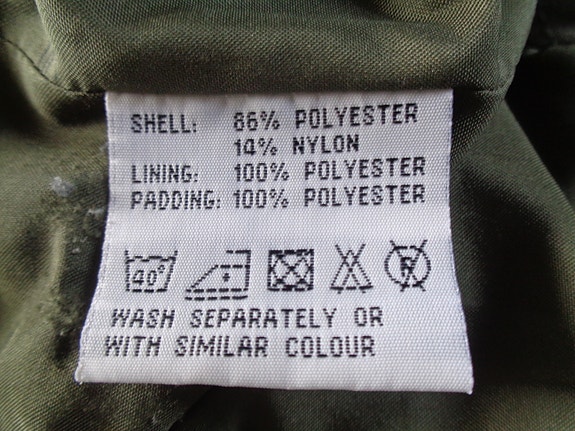 SHELL: 86% POLYESTER
14% NYLON
LINING: 100% POLYESTER
PADDING: 100% POLYESTER
40°
R
WASH SEPARATELY OR
WITH SIMILAR COLOUR